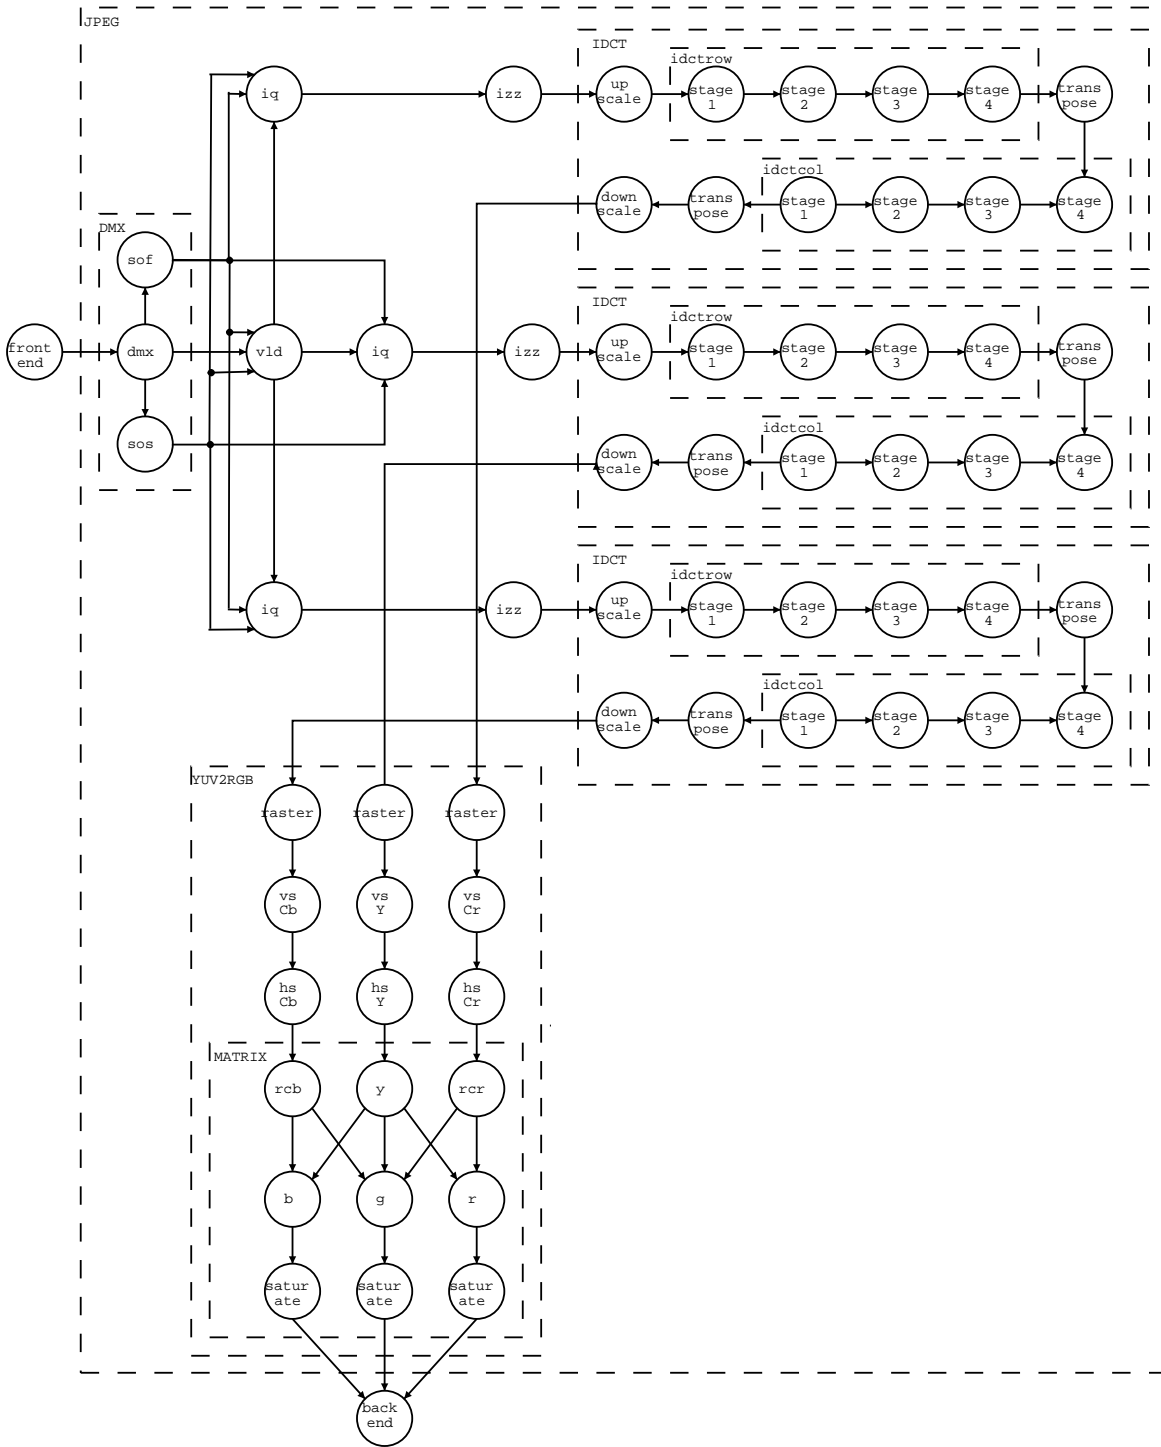 JPEG
IDCT
idctrow
iq
izz
up
scale
stage
1
stage
2
stage
3
stage
4
trans
pose
idctcol
down
scale
trans
pose
stage
1
stage
2
stage
3
stage
4
DMX
sof
IDCT
idctrow
front
end
dmx
vld
iq
izz
up
scale
stage
1
stage
2
stage
3
stage
4
trans
pose
idctcol
sos
down
scale
trans
pose
stage
1
stage
2
stage
3
stage
4
IDCT
idctrow
iq
izz
up
scale
stage
1
stage
2
stage
3
stage
4
trans
pose
idctcol
down
scale
trans
pose
stage
1
stage
2
stage
3
stage
4
YUV2RGB
raster
raster
raster
vs
Cb
vs
Y
vs
Cr
hs
Cb
hs
Y
hs
Cr
MATRIX
rcb
y
rcr
b
g
r
satur
ate
satur
ate
satur
ate
back
end